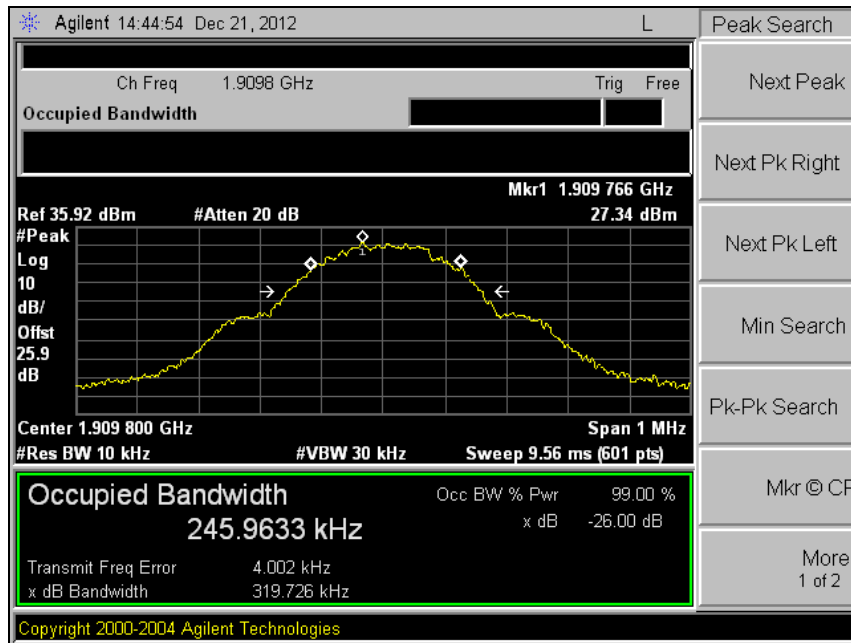 Agilent 14:44:54 Dec 21, 2012 L
Peak Search
Ch Freq 1.9098 GHz Trig Free
Occupied Bandwidth
Next Peak
Next Pk Right
Next Pk Left
Min Search
Pk-Pk Search
Mkr © CF
More
1 of 2
Mkr1 1.909 766 GHz
Ref 35.92 dBm #Atten 20 dB 27.34 dBm
#Peak
Log
10
dB/
Offst
25.9
dB
1
Center 1.909 800 GHz Span 1 MHz
#Res BW 10 kHz #VBW 30 kHz Sweep 9.56 ms (601 pts)
Occupied Bandwidth
245.9633 kHz
Occ BW % Pwr 99.00 %
x dB -26.00 dB
Transmit Freq Error 4.002 kHz
x dB Bandwidth 319.726 kHz
Copyright 2000-2004 Agilent Technologies